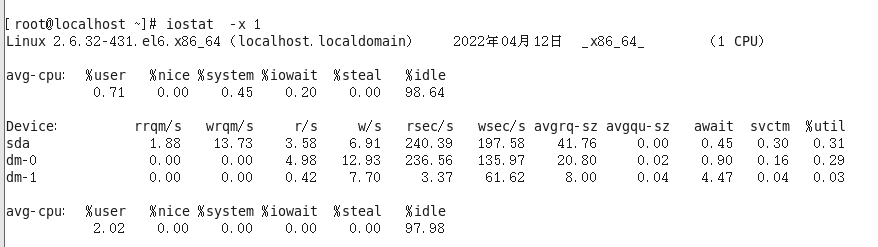 [root@localhost ~]# iostat  -x 1
Linux 2.6.32-431.el6.x86_64 (localhost.localdomain)     2022年04月12日  _x86_64_        (1 CPU)
avg-cpu:  %user   %nice %system %iowait  %steal   %idle
           0.71    0.00    0.45    0.20    0.00   98.64
Device:         rrqm/s   wrqm/s     r/s     w/s   rsec/s   wsec/s avgrq-sz avgqu-sz   await  svctm  %util
sda               1.88    13.73    3.58    6.91   240.39   197.58    41.76     0.00    0.45   0.30   0.31
dm-0              0.00     0.00    4.98   12.93   236.56   135.97    20.80     0.02    0.90   0.16   0.29
dm-1              0.00     0.00    0.42    7.70     3.37    61.62     8.00     0.04    4.47   0.04   0.03
avg-cpu:  %user   %nice %system %iowait  %steal   %idle
           2.02    0.00    0.00    0.00    0.00   97.98